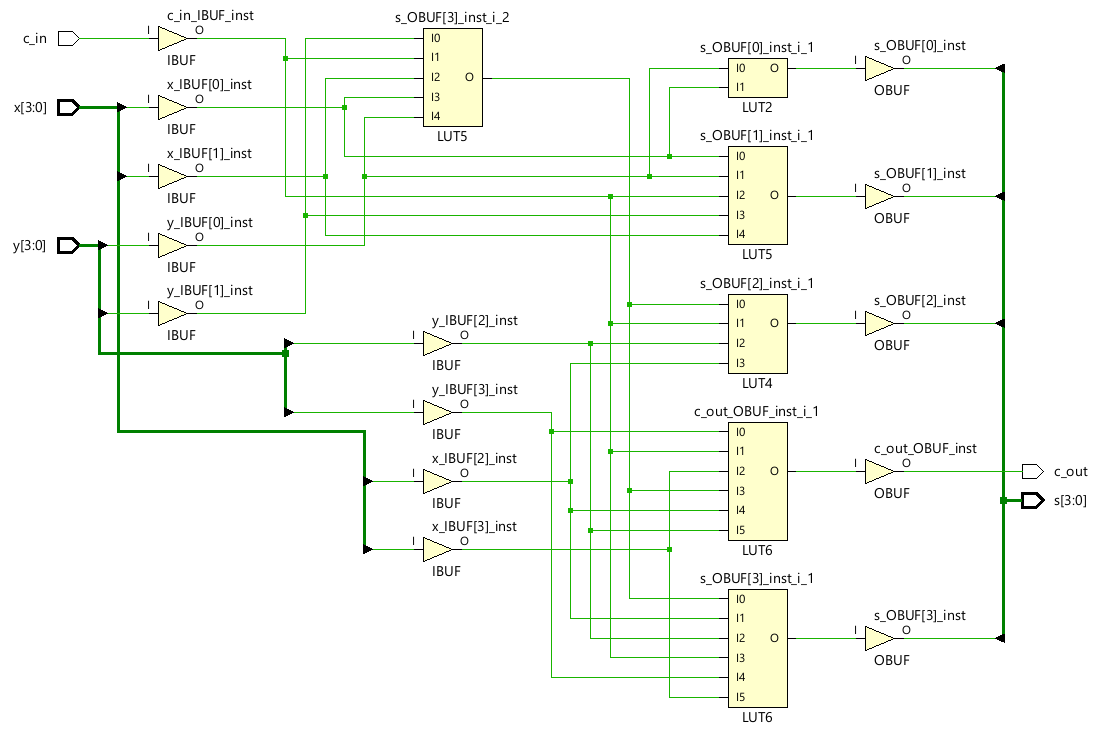 c_in
I
c_in_IBUF_inst
O
IBUF
x[3:0]
I
x_IBUF[0]_inst
O
IBUF
I
x_IBUF[1]_inst
O
IBUF
y[3:0]
I
y_IBUF[0]_inst
O
IBUF
I
y_IBUF[1]_inst
O
IBUF
s_OBUF[3]_inst_i_2
I0
I1
I2
O
I3
I4
LUT5
I
y_IBUF[2]_inst
O
IBUF
I
y_IBUF[3]_inst
O
IBUF
I
x_IBUF[2]_inst
O
IBUF
I
x_IBUF[3]_inst
O
IBUF
s_OBUF[0]_inst_i_1
I0
O
I1
LUT2
s_OBUF[1]_inst_i_1
I0
I1
I2
O
I3
I4
LUT5
s_OBUF[2]_inst_i_1
I0
I1
O
I2
I3
LUT4
c_out_OBUF_inst_i_1
I0
I1
I2
O
I3
I4
I5
LUT6
s_OBUF[3]_inst_i_1
I0
I1
I2
O
I3
I4
I5
LUT6
s_OBUF[0]_inst
I
O
OBUF
s_OBUF[1]_inst
I
O
OBUF
s_OBUF[2]_inst
I
O
OBUF
c_out_OBUF_inst
I
O
OBUF
s_OBUF[3]_inst
I
O
OBUF
c_out
s[3:0]